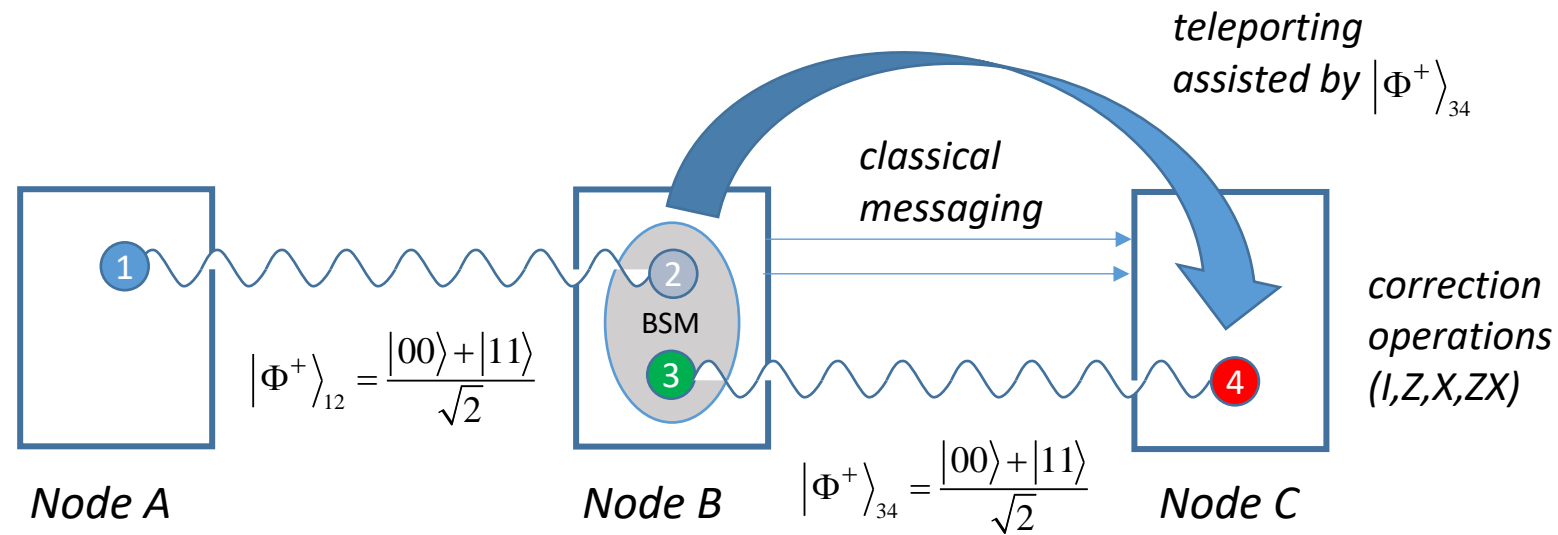 teleporting
assisted by |Φ⁺⟩₃₄
classical
messaging
1
2
BSM
3
4
correction
operations
(I,Z,X,ZX)
|Φ⁺⟩₁₂ = (|00⟩+|11⟩)/√2
|Φ⁺⟩₃₄ = (|00⟩+|11⟩)/√2
Node A
Node B
Node C